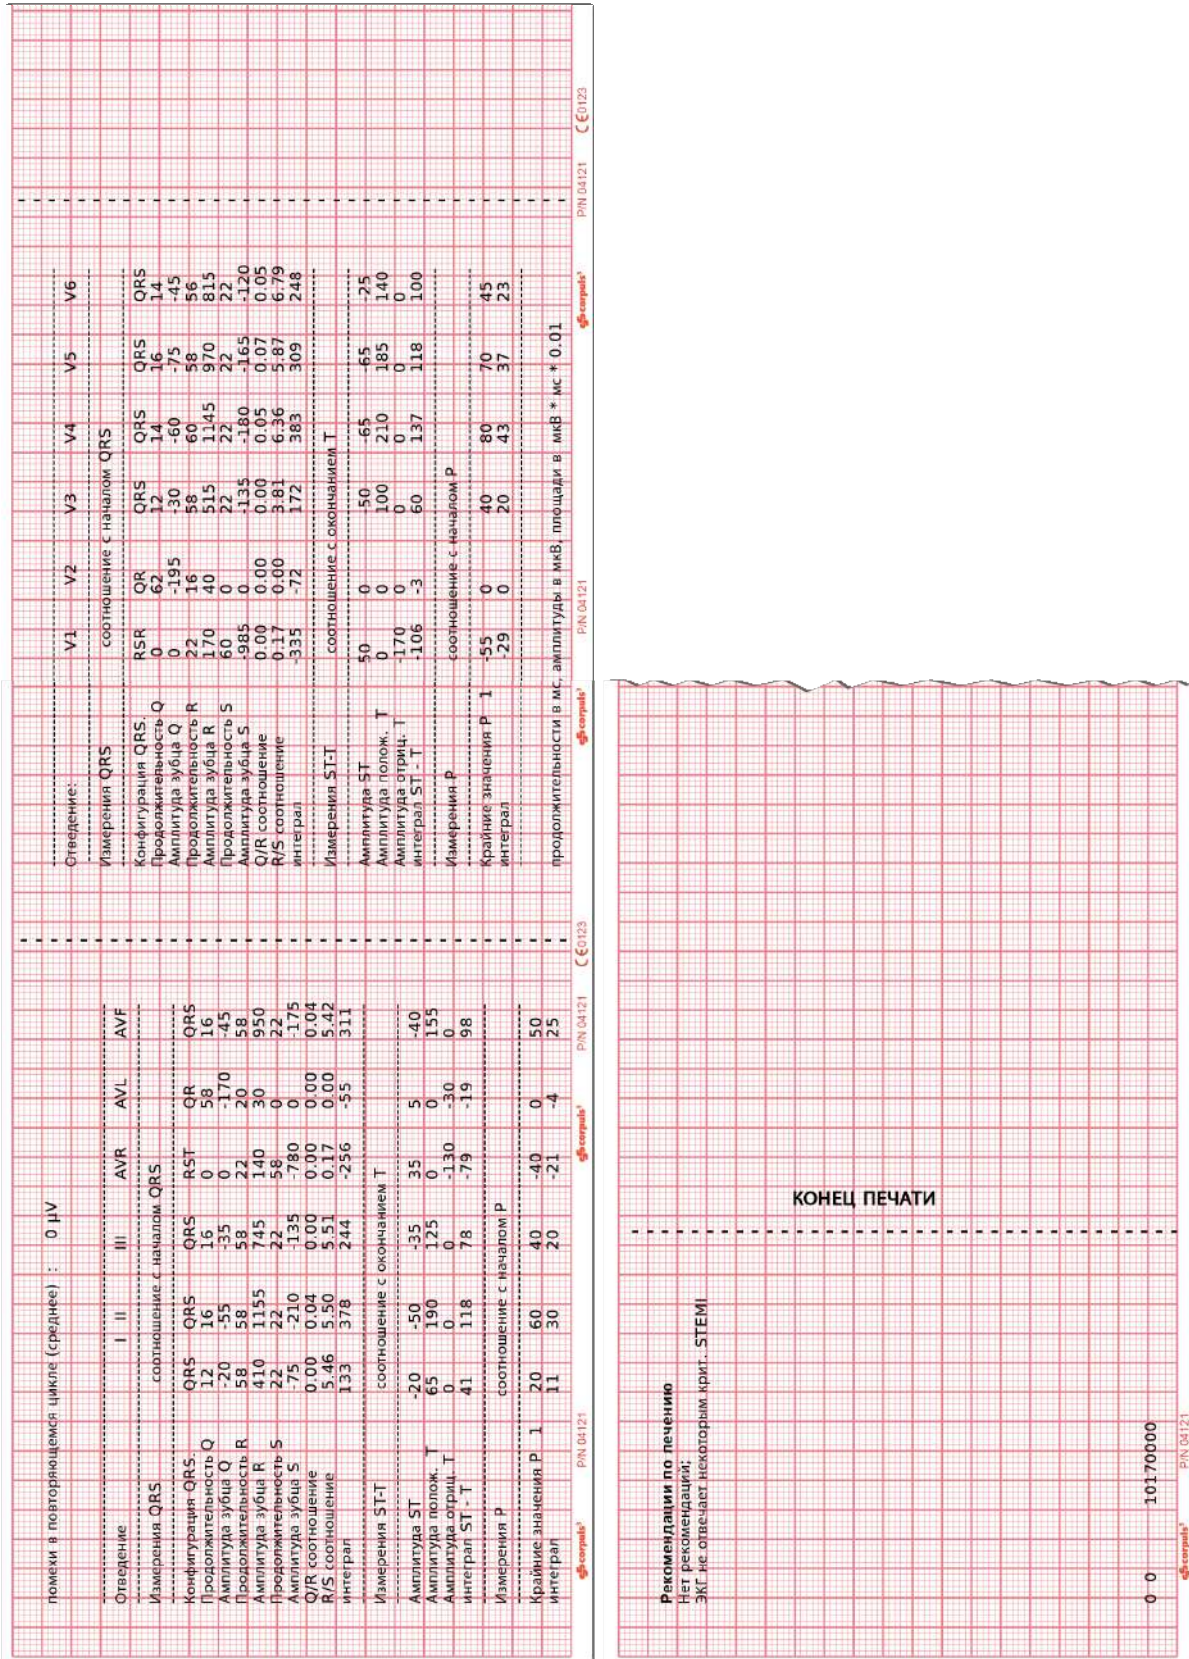 помехи в повторяющемся цикле (среднее) : 0 µV
Отведение I II III AVR AVL AVF
Измерения QRS соотношение с началом QRS
Конфигурация QRS. QRS QRS QRS RST QR QRS
Продолжительность Q 12 16 16 0 58 16
Амплитуда зубца Q -20 -55 -35 0 -170 -45
Продолжительность R 58 58 58 22 20 58
Амплитуда зубца R 410 1155 745 140 30 950
Продолжительность S 22 22 22 58 0 22
Амплитуда зубца S -75 -210 -135 -780 0 -175
Q/R соотношение 0.00 0.04 0.00 0.00 0.00 0.04
R/S соотношение 5.46 5.50 5.51 0.17 0.00 5.42
интеграл 133 378 244 -256 -55 311
Измерения ST-T соотношение с окончанием T
Амплитуда ST -20 -50 -35 35 5 -40
Амплитуда полож. T 65 190 125 0 0 155
Амплитуда отриц. T 0 0 0 -130 -30 0
интеграл ST - T 41 118 78 -79 -19 98
Измерения P соотношение с началом P
Крайние значения P 1 20 60 40 -40 0 50
интеграл 11 30 20 -21 -4 25
corpuls³ P/N 04121 corpuls³ P/N 04121 C€0123
Отведение: V1 V2 V3 V4 V5 V6
Измерения QRS соотношение с началом QRS
Конфигурация QRS. RSR QR QRS QRS QRS QRS
Продолжительность Q 0 62 12 14 16 14
Амплитуда зубца Q 0 -195 -30 -60 -75 -45
Продолжительность R 22 16 58 60 58 56
Амплитуда зубца R 170 40 515 1145 970 815
Продолжительность S 60 0 22 22 22 22
Амплитуда зубца S -985 0 -135 -180 -165 -120
Q/R соотношение 0.00 0.00 0.00 0.05 0.07 0.05
R/S соотношение 0.17 0.00 3.81 6.36 5.87 6.79
интеграл -335 -72 172 383 309 248
Измерения ST-T соотношение с окончанием T
Амплитуда ST 50 0 -50 -65 -65 -25
Амплитуда полож. T 0 0 100 210 185 140
Амплитуда отриц. T -170 0 0 0 0 0
интеграл ST - T -106 -3 60 137 118 100
Измерения P соотношение с началом P
Крайние значения P 1 -55 0 40 80 70 45
интеграл -29 0 20 43 37 23
продолжительности в мс, амплитуды в мкВ, площади в мкВ * мс * 0.01
corpuls³ P/N 04121 corpuls³ P/N 04121 C€0123
Рекомендации по лечению
Нет рекомендаций;
ЭКГ не отвечает некоторым крит. STEMI
0 0 10170000
corpuls³ P/N 04121
КОНЕЦ ПЕЧАТИ